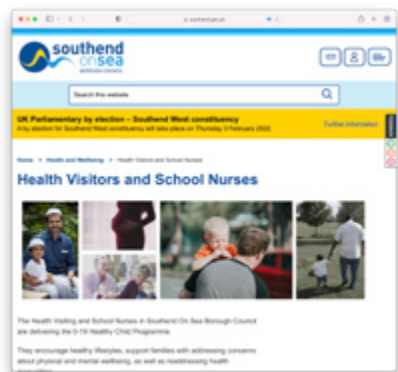 southend.gov.uk
southend
on sea
BOROUGH COUNCIL
Search this website
UK Parliamentary by election – Southend West constituency
A by election for Southend West constituency will take place on Thursday 3 February 2022
Further information
Home > Health and Wellbeing > Health Visitors and School Nurses
Health Visitors and School Nurses
The Health Visiting and School Nurses in Southend On Sea Borough Council
are delivering the 0-19 Healthy Child Programme.
They encourage healthy lifestyles, support families with addressing concerns
about physical and mental wellbeing, as well as readdressing health